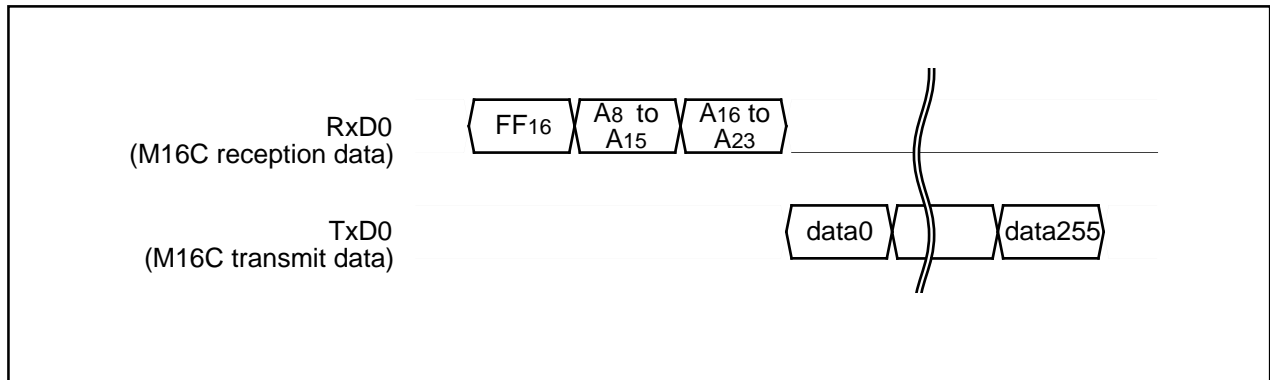 RxD0
(M16C reception data)
FF16
A8 to
A15
A16 to
A23
TxD0
(M16C transmit data)
data0
data255